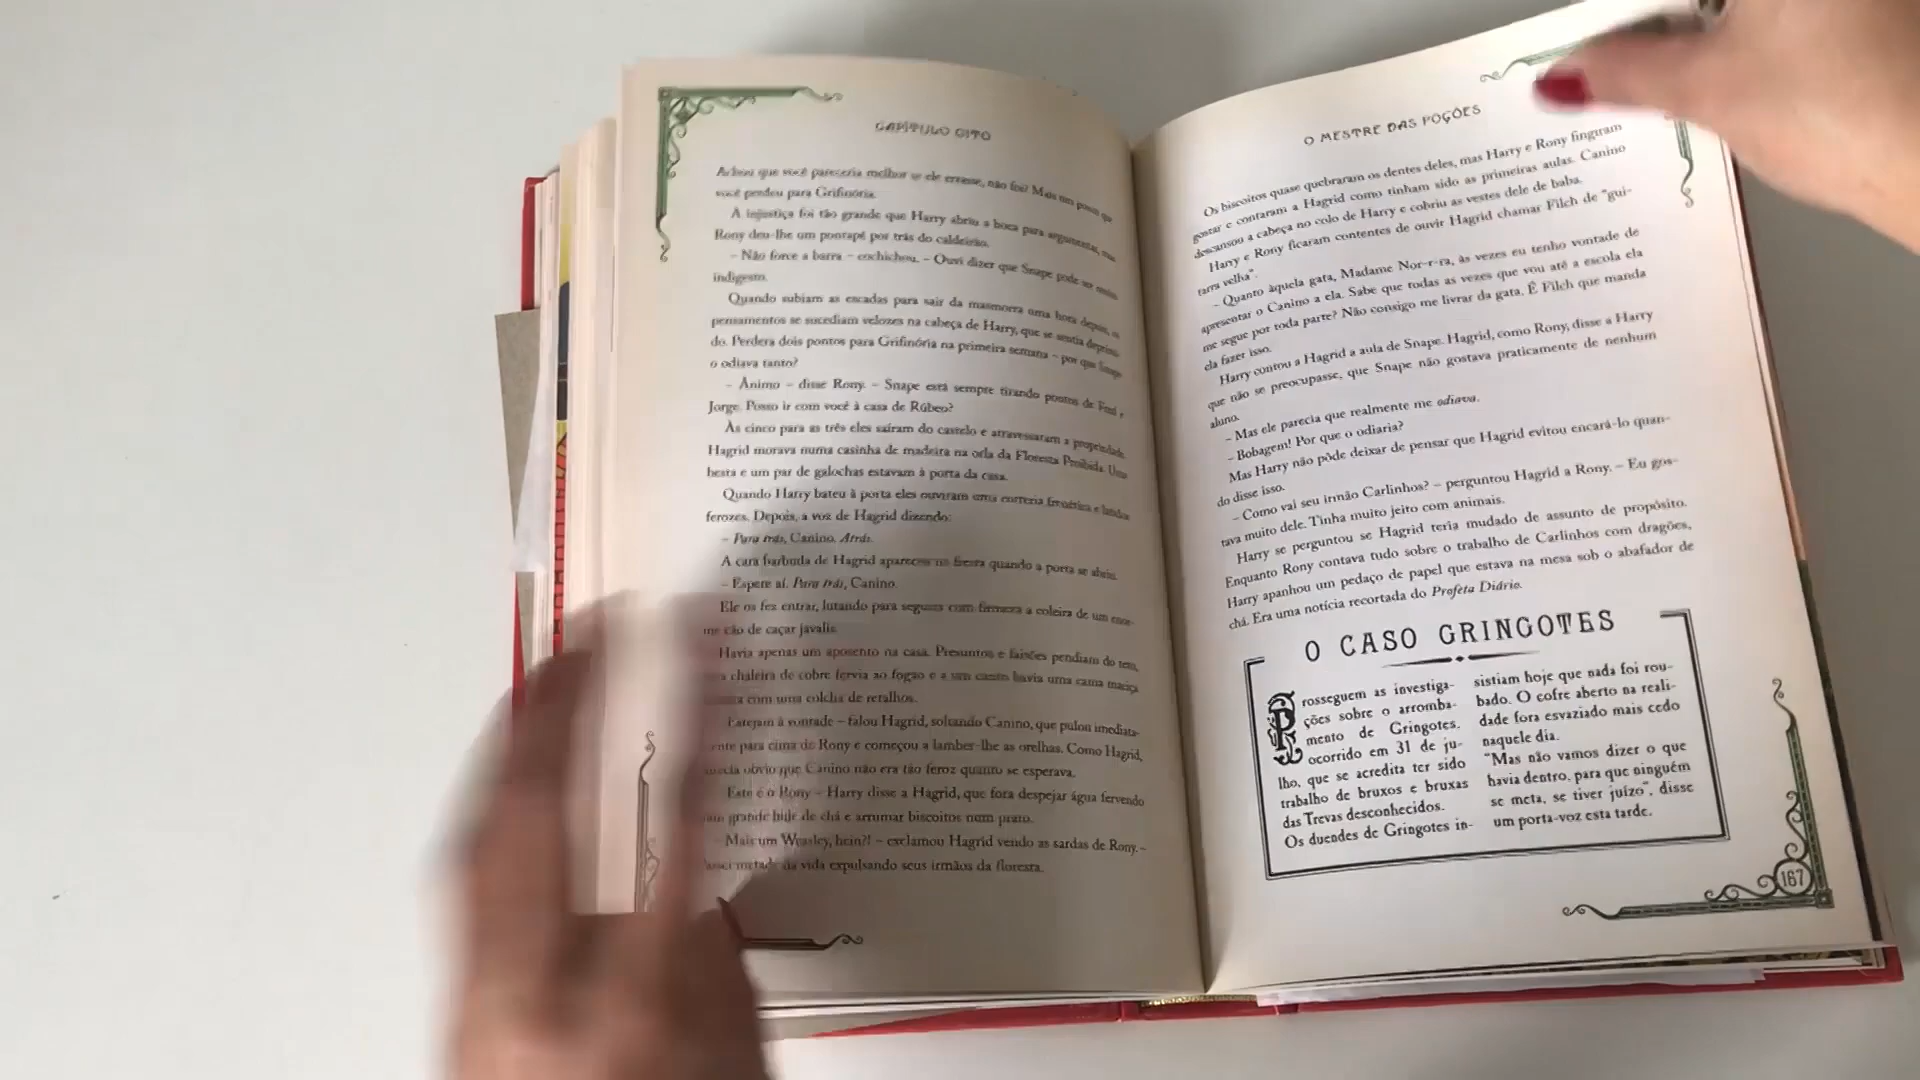 CAPÍTULO OITO
Achou que você pareceria melhor se ele errasse, não foi? Mais um ponto que
você perdeu para Grifinória.
A injustiça foi tão grande que Harry abriu a boca para argumentar, mas
Rony deu-lhe um pontapé por trás do caldeirão.
– Não force a barra – cochichou. – Ouvi dizer que Snape pode ser muito
indigesto.
Quando subiam as escadas para sair da masmorra uma hora depois, os
pensamentos se sucediam velozes na cabeça de Harry, que se sentia deprimi-
do. Perdera dois pontos para Grifinória na primeira semana – por que Snape
o odiava tanto?
– Ânimo – disse Rony. – Snape está sempre tirando pontos de Fred e
Jorge. Posso ir com você à casa de Rúbeo?
Às cinco para as três eles saíram do castelo e atravessaram a propriedade.
Hagrid morava numa casinha de madeira na orla da Floresta Proibida. Uma
besta e um par de galochas estavam à porta da casa.
Quando Harry bateu à porta eles ouviram uma correria frenética e latidos
ferozes. Depois, a voz de Hagrid dizendo:
– Para trás, Canino. Atrás.
A cara barbuda de Hagrid apareceu na fresta quando a porta se abriu.
– Espere aí. Para trás, Canino.
Ele os fez entrar, lutando para segurar com firmeza a coleira de um enor-
me cão de caçar javalis.
Havia apenas um aposento na casa. Presuntos e faisões pendiam do teto,
chaleira de cobre fervia ao fogão e a um canto havia uma cama maciça
com uma colcha de retalhos.
Estejam à vontade – falou Hagrid, soltando Canino, que pulou imediata-
mente para cima de Rony e começou a lamber-lhe as orelhas. Como Hagrid,
parecia óbvio que Canino não era tão feroz quanto se esperava.
Este é o Rony – Harry disse a Hagrid, que fora despejar água fervendo
num grande bule de chá e arrumar biscoitos num prato.
– Mais um Weasley, hein?! – exclamou Hagrid vendo as sardas de Rony. –
Passei metade da vida expulsando seus irmãos da floresta.
O MESTRE DAS POÇÕES
Os biscoitos quase quebraram os dentes deles, mas Harry e Rony fingiram
gostar e contaram a Hagrid como tinham sido as primeiras aulas. Canino
descansou a cabeça no colo de Harry e cobriu as vestes dele de baba.
Harry e Rony ficaram contentes de ouvir Hagrid chamar Filch de "gui-
tarra velha".
– Quanto àquela gata, Madame Nor-r-ra, às vezes eu tenho vontade de
apresentar o Canino a ela. Sabe que todas as vezes que vou até a escola ela
me segue por toda parte? Não consigo me livrar da gata. É Filch que manda
ela fazer isso.
Harry contou a Hagrid a aula de Snape. Hagrid, como Rony, disse a Harry
que não se preocupasse, que Snape não gostava praticamente de nenhum
aluno.
– Mas ele parecia que realmente me odiava.
– Bobagem! Por que o odiaria?
Mas Harry não pôde deixar de pensar que Hagrid evitou encará-lo quan-
do disse isso.
– Como vai seu irmão Carlinhos? – perguntou Hagrid a Rony. – Eu gos-
tava muito dele. Tinha muito jeito com animais.
Harry se perguntou se Hagrid teria mudado de assunto de propósito.
Enquanto Rony contava tudo sobre o trabalho de Carlinhos com dragões,
Harry apanhou um pedaço de papel que estava na mesa sob o abafador de
chá. Era uma notícia recortada do Profeta Diário.
O CASO GRINGOTES
Prosseguem as investiga-
ções sobre o arromba-
mento de Gringotes,
ocorrido em 31 de ju-
lho, que se acredita ter sido
trabalho de bruxos e bruxas
das Trevas desconhecidos.
Os duendes de Gringotes in-
sistiam hoje que nada foi rou-
bado. O cofre aberto na reali-
dade fora esvaziado mais cedo
naquele dia.
"Mas não vamos dizer o que
havia dentro, para que ninguém
se meta, se tiver juízo", disse
um porta-voz esta tarde.
167